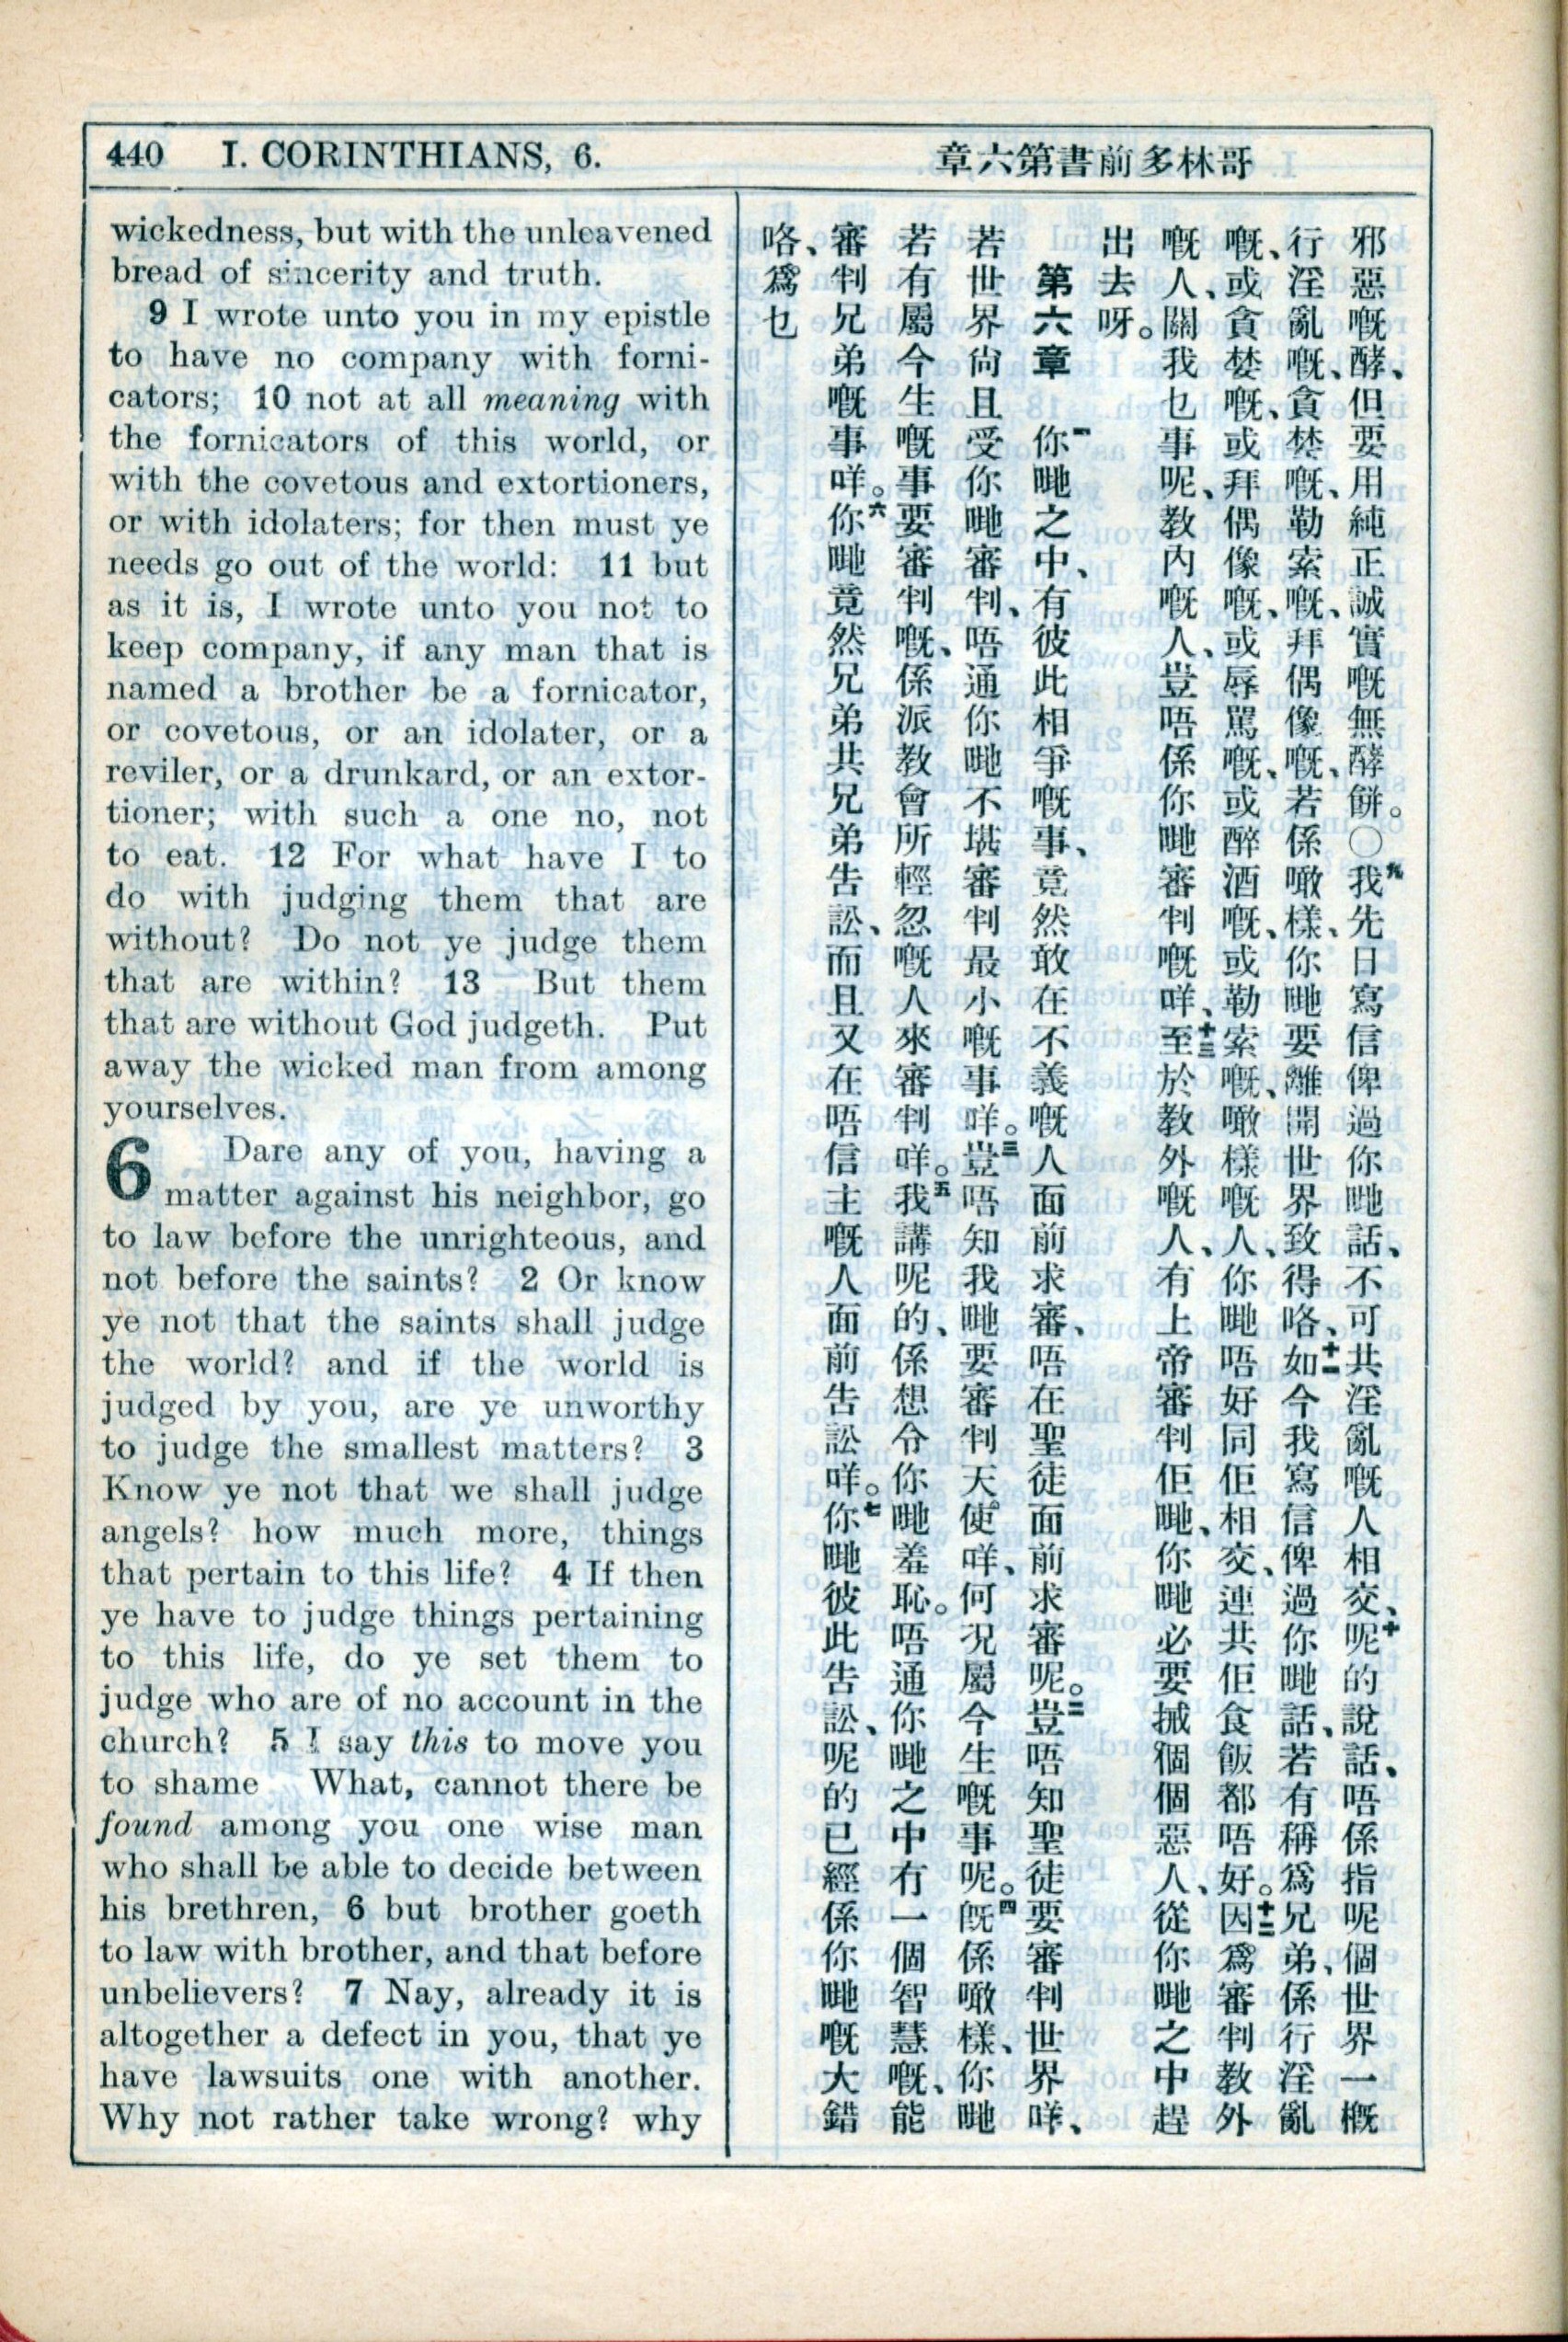 440 I. CORINTHIANS, 6.
哥林多前書第六章
wickedness, but with the unleavened
bread of sincerity and truth.
9 I wrote unto you in my epistle
to have no company with forni-
cators; 10 not at all meaning with
the fornicators of this world, or
with the covetous and extortioners,
or with idolaters; for then must ye
needs go out of the world: 11 but
as it is, I wrote unto you not to
keep company, if any man that is
named a brother be a fornicator,
or covetous, or an idolater, or a
reviler, or a drunkard, or an extor-
tioner; with such a one no, not
to eat. 12 For what have I to
do with judging them that are
without? Do not ye judge them
that are within? 13 But them
that are without God judgeth. Put
away the wicked man from among
yourselves.
6 Dare any of you, having a
matter against his neighbor, go
to law before the unrighteous, and
not before the saints? 2 Or know
ye not that the saints shall judge
the world? and if the world is
judged by you, are ye unworthy
to judge the smallest matters? 3
Know ye not that we shall judge
angels? how much more, things
that pertain to this life? 4 If then
ye have to judge things pertaining
to this life, do ye set them to
judge who are of no account in the
church? 5 I say this to move you
to shame What, cannot there be
found among you one wise man
who shall be able to decide between
his brethren, 6 but brother goeth
to law with brother, and that before
unbelievers? 7 Nay, already it is
altogether a defect in you, that ye
have lawsuits one with another.
Why not rather take wrong? why
邪惡嘅酵、但要用純正誠實嘅無酵餅。○九我先日寫信俾過你哋話、不可共淫亂嘅人相交、十呢的說話、唔係指呢個世界一概
行淫亂嘅、貪婪嘅、勒索嘅、拜偶像嘅、若係噉樣、你哋要離開世界致得咯、十一如今我寫信俾過你哋話、若有稱爲兄弟、係行淫亂
嘅、或貪婪嘅、或拜偶像嘅、或辱駡嘅、或醉酒嘅、或勒索嘅、噉樣嘅人、你哋唔好同佢相交、連共佢食飯都唔好。十二因爲審判教外
嘅人、關我乜事呢、教內嘅人、豈唔係你哋審判嘅咩、十三至於教外嘅人、有上帝審判佢哋、你哋必要搣個個惡人、從你哋之中趕
出去呀。
第六章 一你哋之中、有彼此相爭嘅事、竟然敢在不義嘅人面前求審、唔在聖徒面前求審呢。二豈唔知聖徒要審判世界咩、
若世界尙且受你哋審判、唔通你哋不堪審判最小嘅事咩。三豈唔知我哋要審判天使咩、何况屬今生嘅事呢。四旣係噉樣、你哋
若有屬今生嘅事要審判嘅、係派教會所輕忽嘅人來審判咩。五我講呢的、係想令你哋羞恥。唔通你哋之中有一個智慧嘅、能
審判兄弟嘅事咩。六你哋竟然兄弟共兄弟告訟、而且又在唔信主嘅人面前告訟咩。七你哋彼此告訟、呢的已經係你哋嘅大錯
咯、爲乜